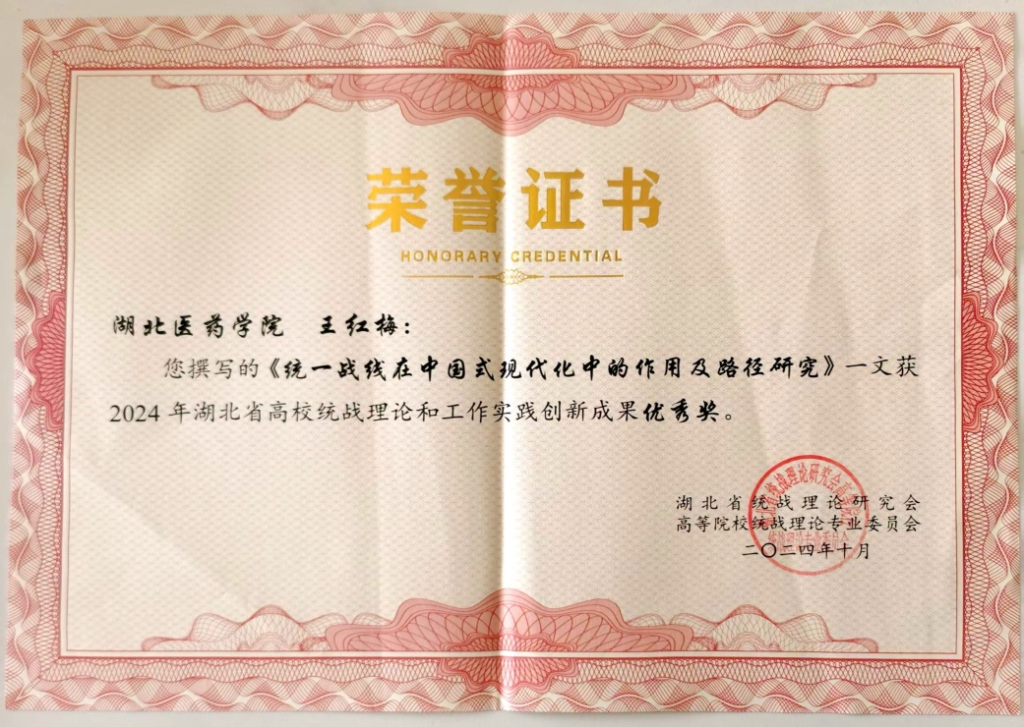 荣誉证书
HONORARY CREDENTIAL
湖北医药学院 王红梅：
您撰写的《统一战线在中国式现代化中的作用及路径研究》一文获
2024年湖北省高校统战理论和工作实践创新成果优秀奖。
湖北省统战理论研究会
高等院校统战理论专业委员会
二〇二四年十月